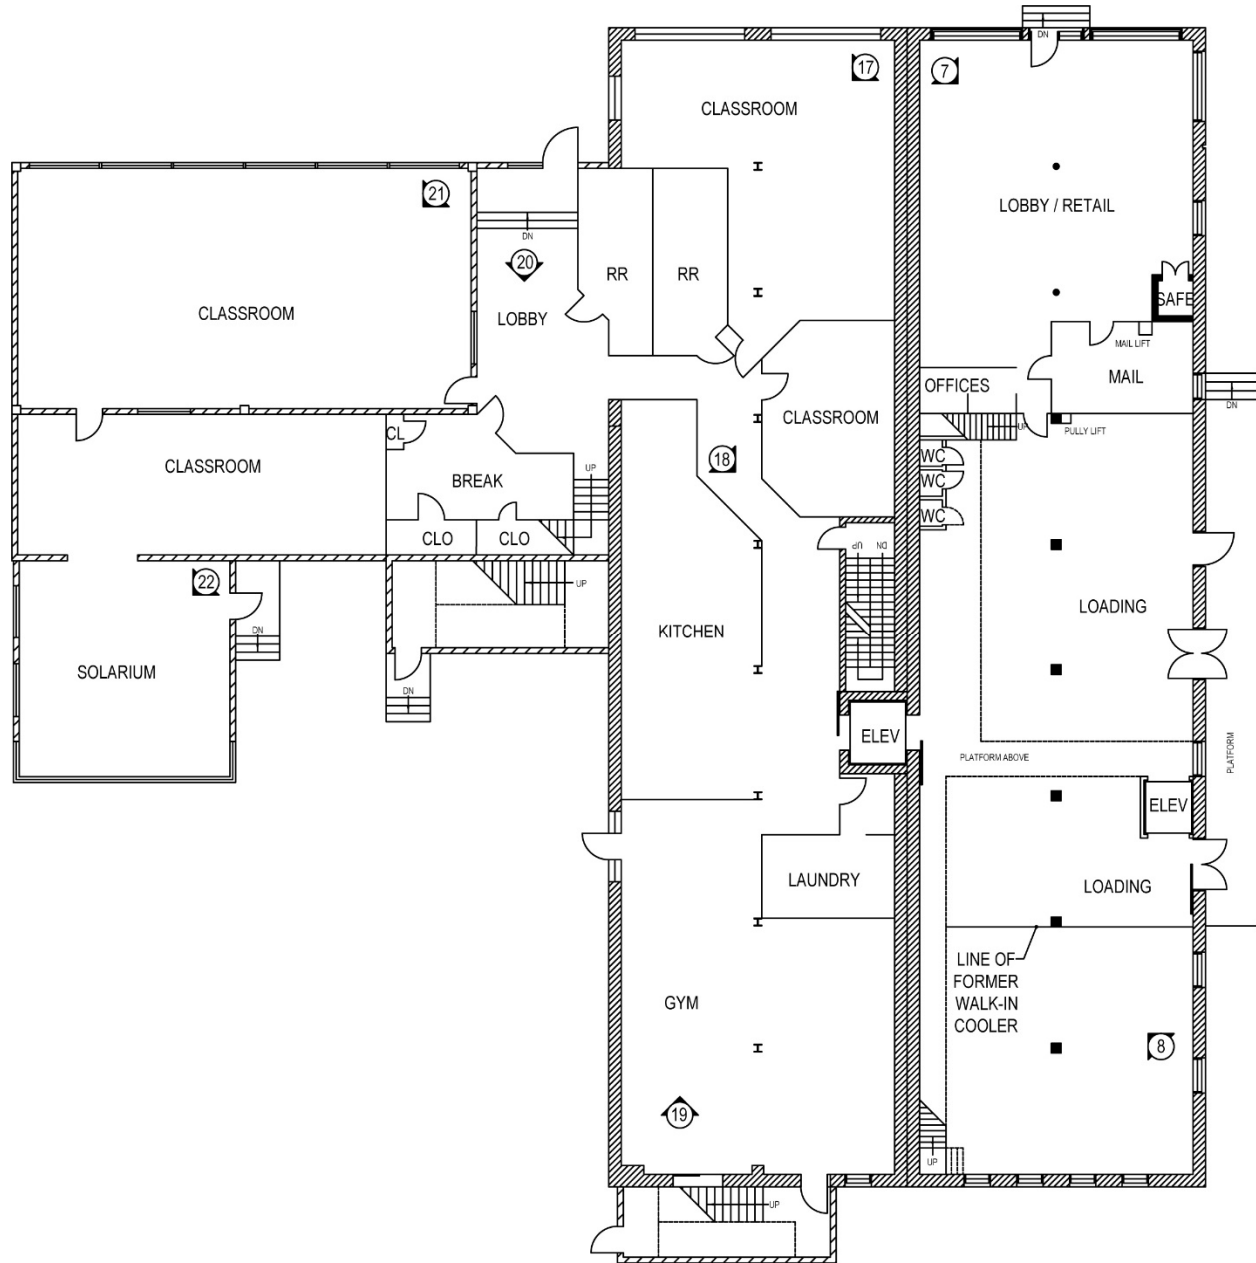 DN
17
7
CLASSROOM
21
LOBBY / RETAIL
DN
20
RR
RR
SAFE
CLASSROOM
LOBBY
MAIL LIFT
MAIL
OFFICES
DN
CLASSROOM
UP
PULLY LIFT
CL
CLASSROOM
18
WC
UP
BREAK
WC
WC
CLO
CLO
UP
DN
22
UP
LOADING
DN
KITCHEN
SOLARIUM
DN
ELEV
PLATFORM
PLATFORM ABOVE
ELEV
LAUNDRY
LOADING
LINE OF
FORMER
WALK-IN
COOLER
GYM
8
19
UP
UP